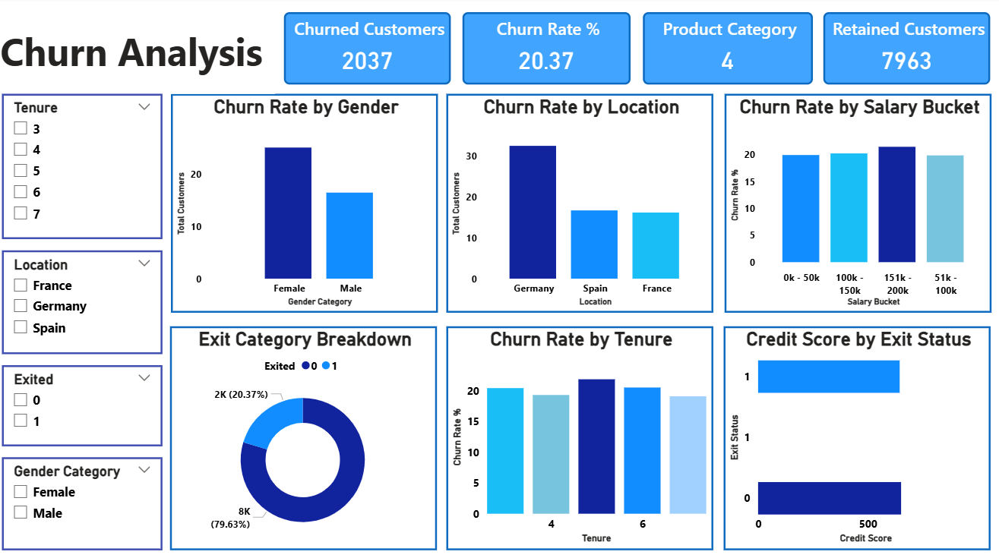 Churn Analysis
Churned Customers
2037
Churn Rate %
20.37
Product Category
4
Retained Customers
7963
Tenure
3
4
5
6
7
Location
France
Germany
Spain
Exited
0
1
Gender Category
Female
Male
Churn Rate by Gender
Total Customers
20
10
0
Female Male
Gender Category
Churn Rate by Location
Total Customers
30
20
10
0
Germany Spain France
Location
Churn Rate by Salary Bucket
Churn Rate %
20
15
10
5
0
0k - 50k 100k - 151k - 51k -
150k 200k 100k
Salary Bucket
Exit Category Breakdown
Exited 0 1
2K (20.37%)
8K
(79.63%)
Churn Rate by Tenure
Churn Rate %
20
15
10
5
0
4 6
Tenure
Credit Score by Exit Status
Exit Status
1
1
0
0 500
Credit Score